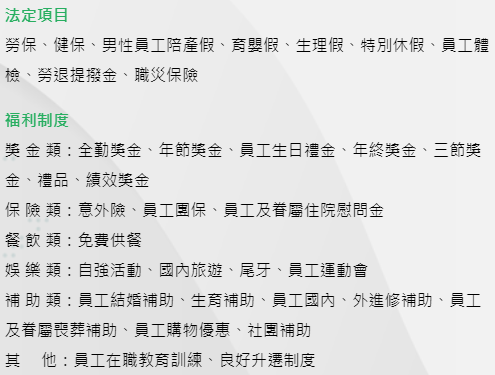 法定項目
勞保、健保、男性員工陪產假、育嬰假、生理假、特別休假、員工體
檢、勞退提撥金、職災保險
福利制度
獎 金 類：全勤獎金、年節獎金、員工生日禮金、年終獎金、三節獎
金、禮品、績效獎金
保 險 類：意外險、員工團保、員工及眷屬住院慰問金
餐 飲 類：免費供餐
娛 樂 類：自強活動、國內旅遊、尾牙、員工運動會
補 助 類：員工結婚補助、生育補助、員工國內、外進修補助、員工
及眷屬喪葬補助、員工購物優惠、社團補助
其　 他：員工在職教育訓練、良好升遷制度